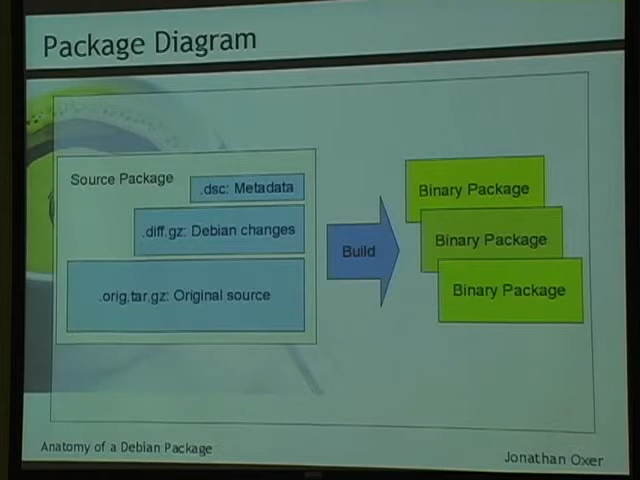 Package Diagram
Source Package
.dsc: Metadata
.diff.gz: Debian changes
.orig.tar.gz: Original source
Build
Binary Package
Binary Package
Binary Package
Anatomy of a Debian Package
Jonathan Oxer